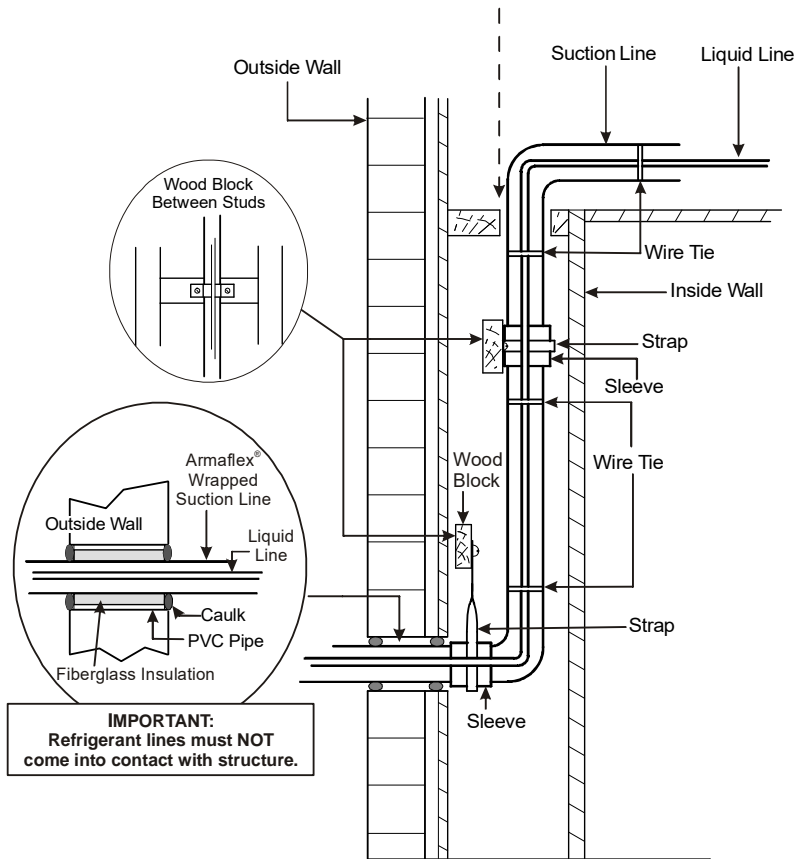 Suction Line
Liquid Line
Outside Wall
Wood Block
Between Studs
Wire Tie
Inside Wall
Strap
Sleeve
Wood
Block
Wire Tie
Armaflex®
Wrapped
Suction Line
Outside Wall
Liquid
Line
Caulk
PVC Pipe
Fiberglass Insulation
Strap
Sleeve
IMPORTANT:
Refrigerant lines must NOT
come into contact with structure.